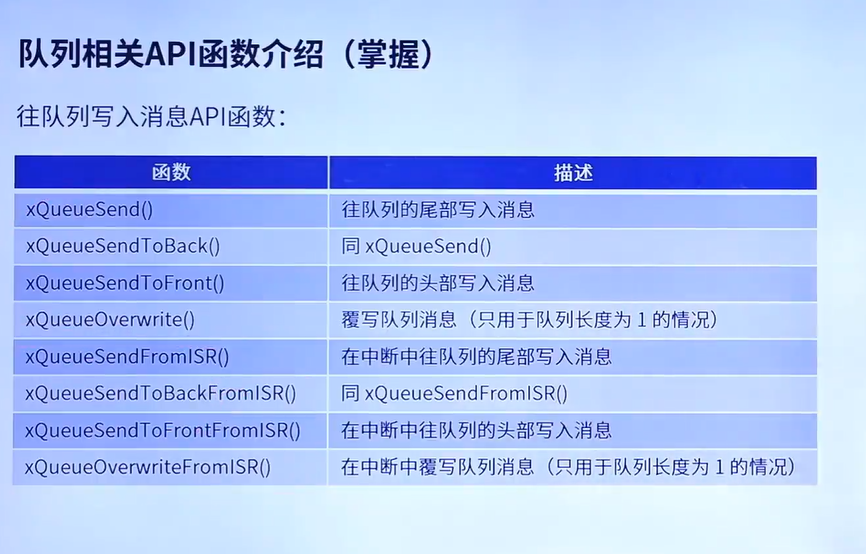 队列相关API函数介绍（掌握）
往队列写入消息API函数：
函数 描述
xQueueSend() 往队列的尾部写入消息
xQueueSendToBack() 同 xQueueSend()
xQueueSendToFront() 往队列的头部写入消息
xQueueOverwrite() 覆写队列消息（只用于队列长度为 1 的情况）
xQueueSendFromISR() 在中断中往队列的尾部写入消息
xQueueSendToBackFromISR() 同 xQueueSendFromISR()
xQueueSendToFrontFromISR() 在中断中往队列的头部写入消息
xQueueOverwriteFromISR() 在中断中覆写队列消息（只用于队列长度为 1 的情况）